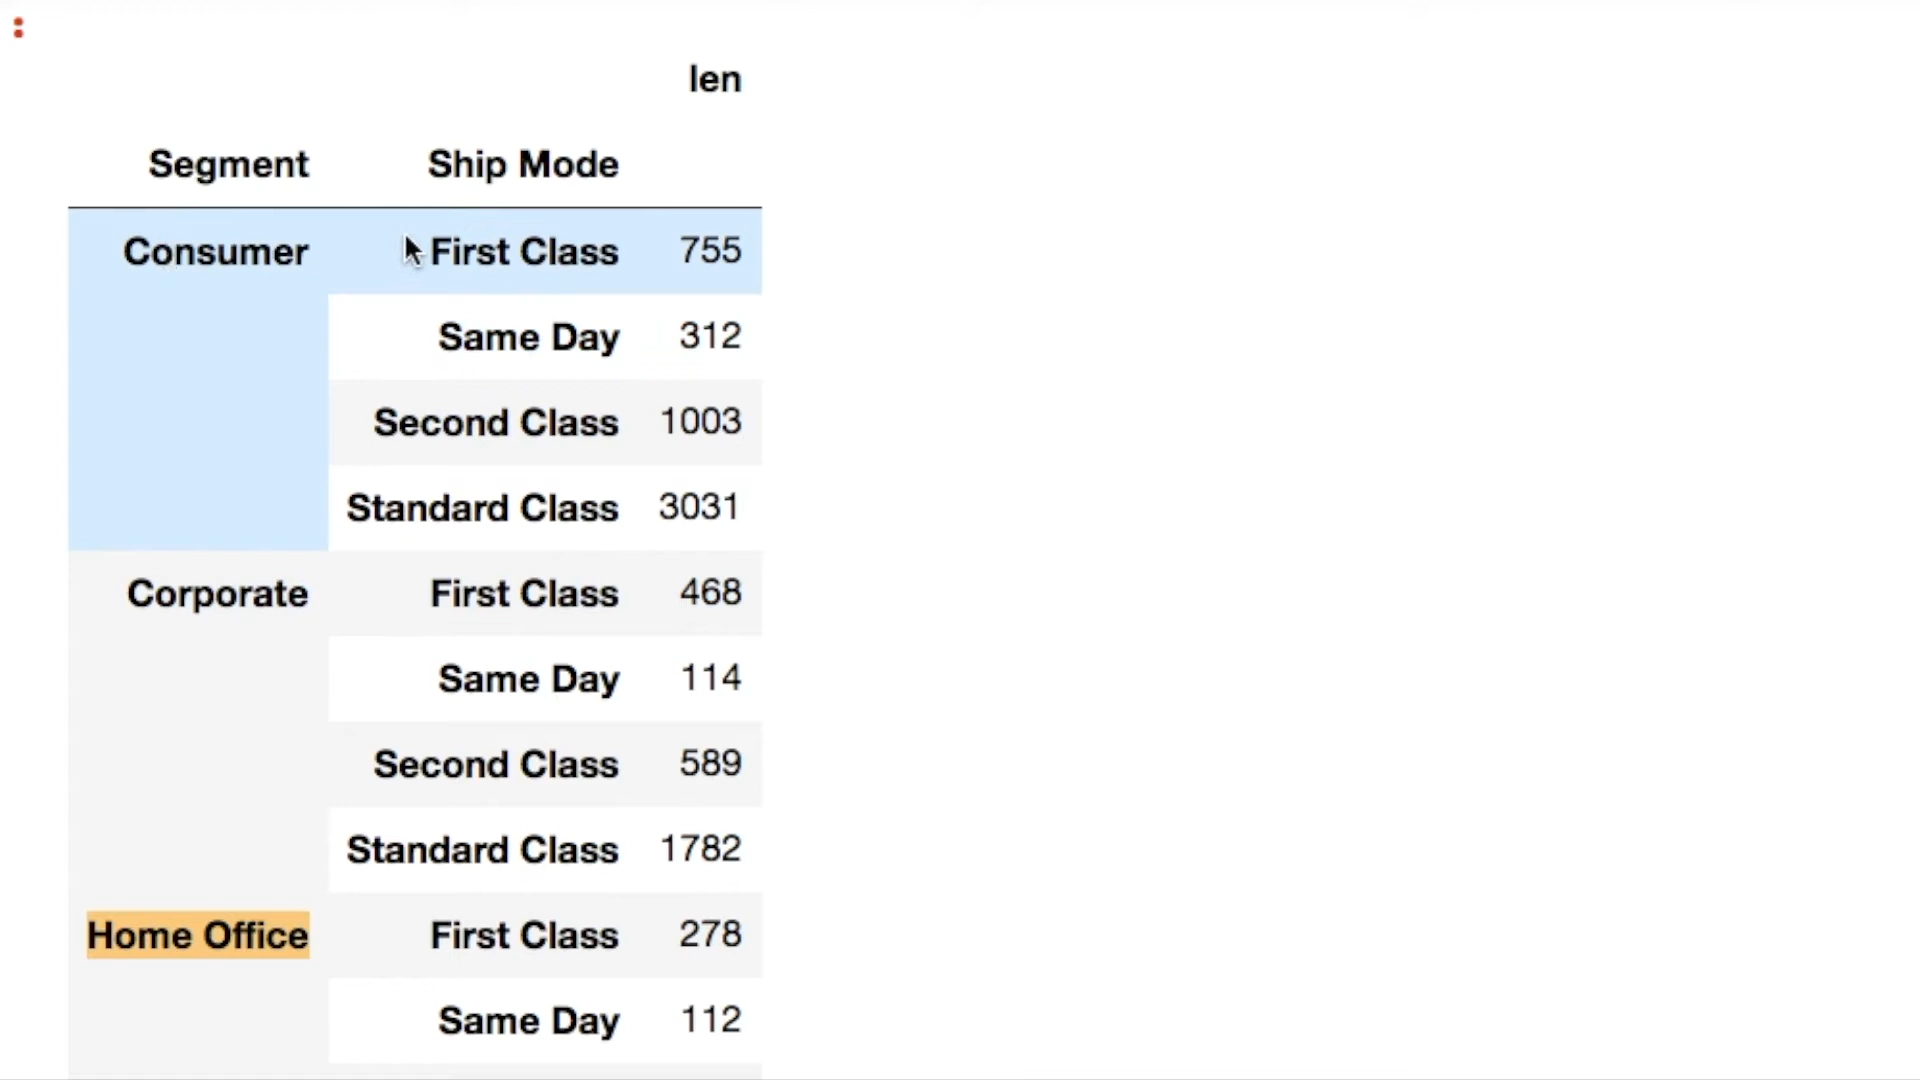 len
Segment Ship Mode
Consumer First Class 755
Same Day 312
Second Class 1003
Standard Class 3031
Corporate First Class 468
Same Day 114
Second Class 589
Standard Class 1782
Home Office First Class 278
Same Day 112